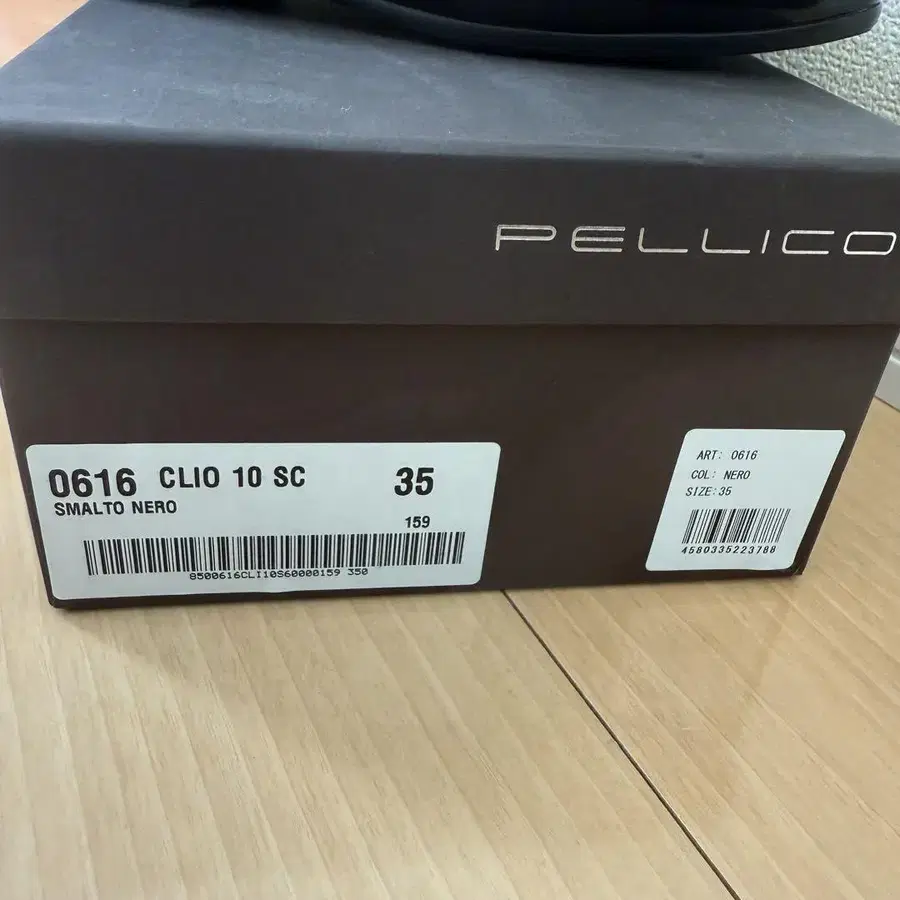 PELLICO
0616 CLIO 10 SC 35
SMALTO NERO
159
8500616CLI10S60000159 350
ART: 0616
COL: NERO
SIZE:35
4580335223788